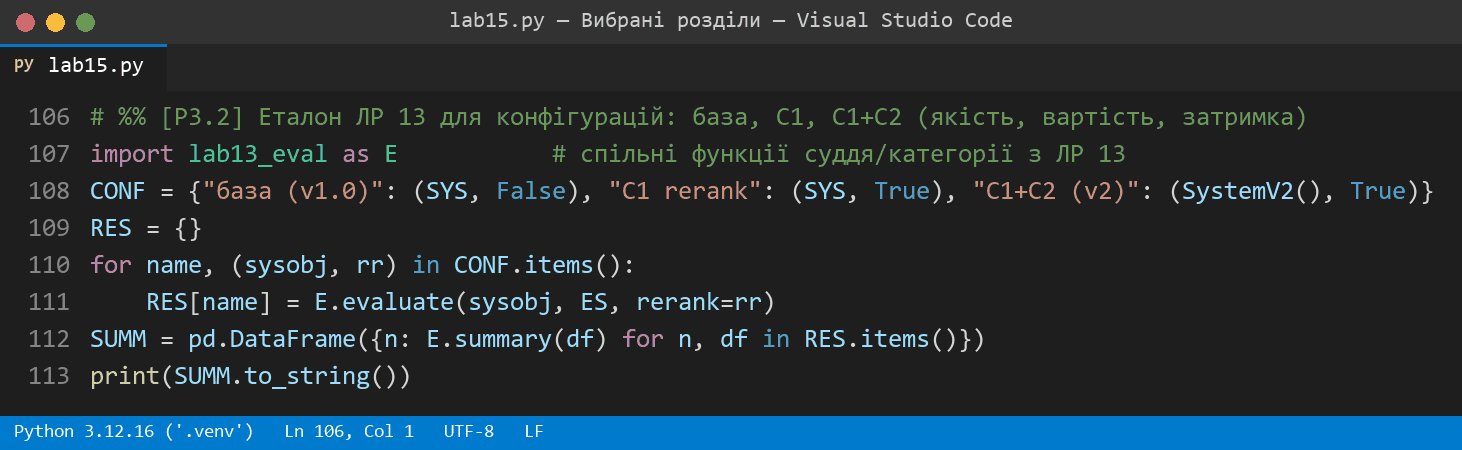 lab15.py — Вибрані розділи — Visual Studio Code
PY lab15.py
106 # %% [P3.2] Еталон ЛР 13 для конфігурацій: база, C1, C1+C2 (якість, вартість, затримка)
107 import lab13_eval as E           # спільні функції суддя/категорії з ЛР 13
108 CONF = {"база (v1.0)": (SYS, False), "C1 rerank": (SYS, True), "C1+C2 (v2)": (SystemV2(), True)}
109 RES = {}
110 for name, (sysobj, rr) in CONF.items():
111     RES[name] = E.evaluate(sysobj, ES, rerank=rr)
112 SUMM = pd.DataFrame({n: E.summary(df) for n, df in RES.items()})
113 print(SUMM.to_string())
Python 3.12.16 ('.venv') Ln 106, Col 1 UTF-8 LF